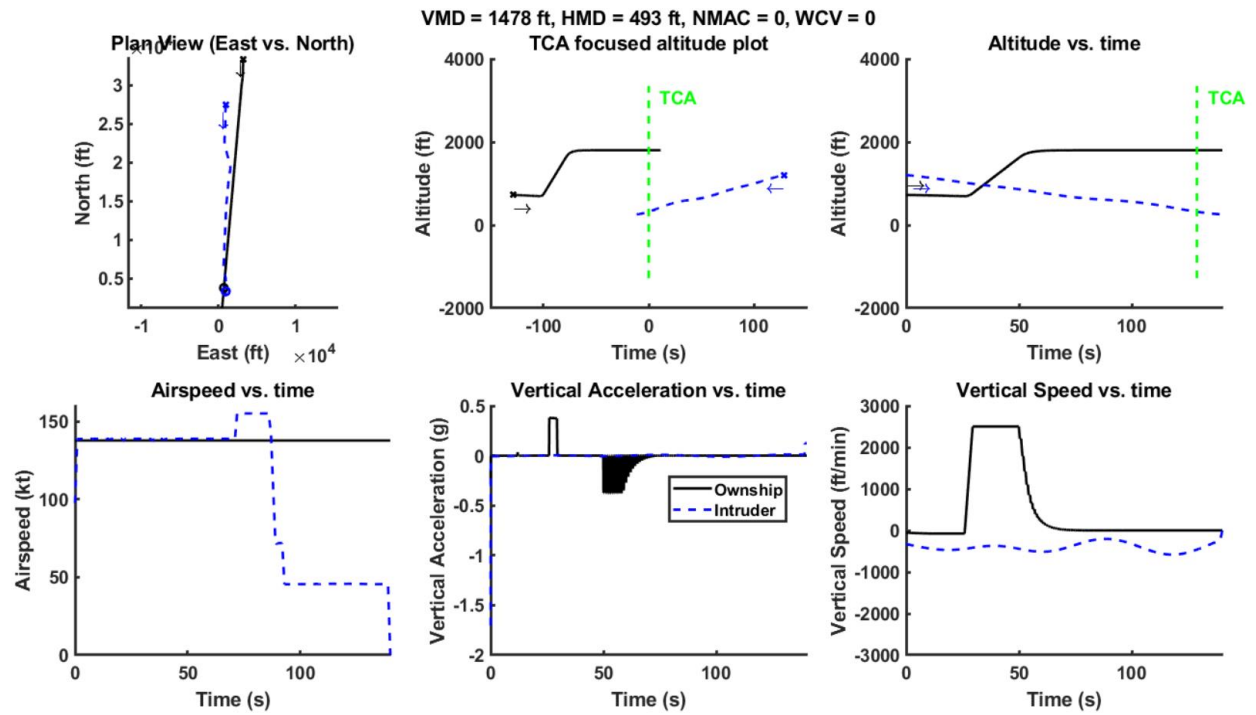 VMD = 1478 ft, HMD = 493 ft, NMAC = 0, WCV = 0
Plan View (East vs. North)
3
2.5
2
1.5
1
0.5
North (ft)
-1 0 1
East (ft) ×10⁴
TCA focused altitude plot
4000
2000
0
-2000
Altitude (ft)
TCA
-100 0 100
Time (s)
Altitude vs. time
4000
2000
0
-2000
Altitude (ft)
TCA
0 50 100
Time (s)
Airspeed vs. time
150
100
50
0
Airspeed (kt)
0 50 100
Time (s)
Vertical Acceleration vs. time
0.5
0
-0.5
-1
-1.5
-2
Vertical Acceleration (g)
Ownship
Intruder
0 50 100
Time (s)
Vertical Speed vs. time
3000
2000
1000
0
-1000
-2000
-3000
Vertical Speed (ft/min)
0 50 100
Time (s)